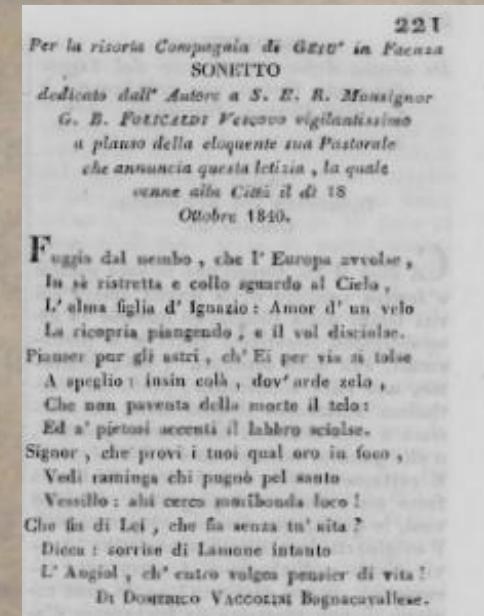 221
Per la risorta Compagnia di GESU' in Faenza
SONETTO
dedicato dall' Autore a S. E. R. Monsignor
G. B. FOLICALDI VESCOVO vigilantissimo
a plauso della eloquente sua Pastorale
che annuncia questa letizia, la quale
venne alla Città il dì 18
Ottobre 1840.
Fuggia dal nembo, che l' Europa avvolse,
In sè ristretta e collo sguardo al Cielo,
L' alma figlia d' Ignazio: Amor d' un velo
La ricopria piangendo, e il vol disciolse.
Pianser pur gli astri, ch' Ei per via si tolse
A speglio: insin colà, dov' arde zelo,
Che non paventa della morte il telo:
Ed a' pietosi accenti il labbro sciolse.
Signor, che provi i tuoi qual oro in foco,
Vedi raminga chi pugnò pel santo
Vessillo: ahi cerca moribonda loco!
Che fia di Lei, che fia senza tu' aita?
Dicea: sorrise di Lamone intanto
L' Angiol, ch' entro volgea pensier di vita!
DI DOMENICO VACCOLINI Bagnacavallese.